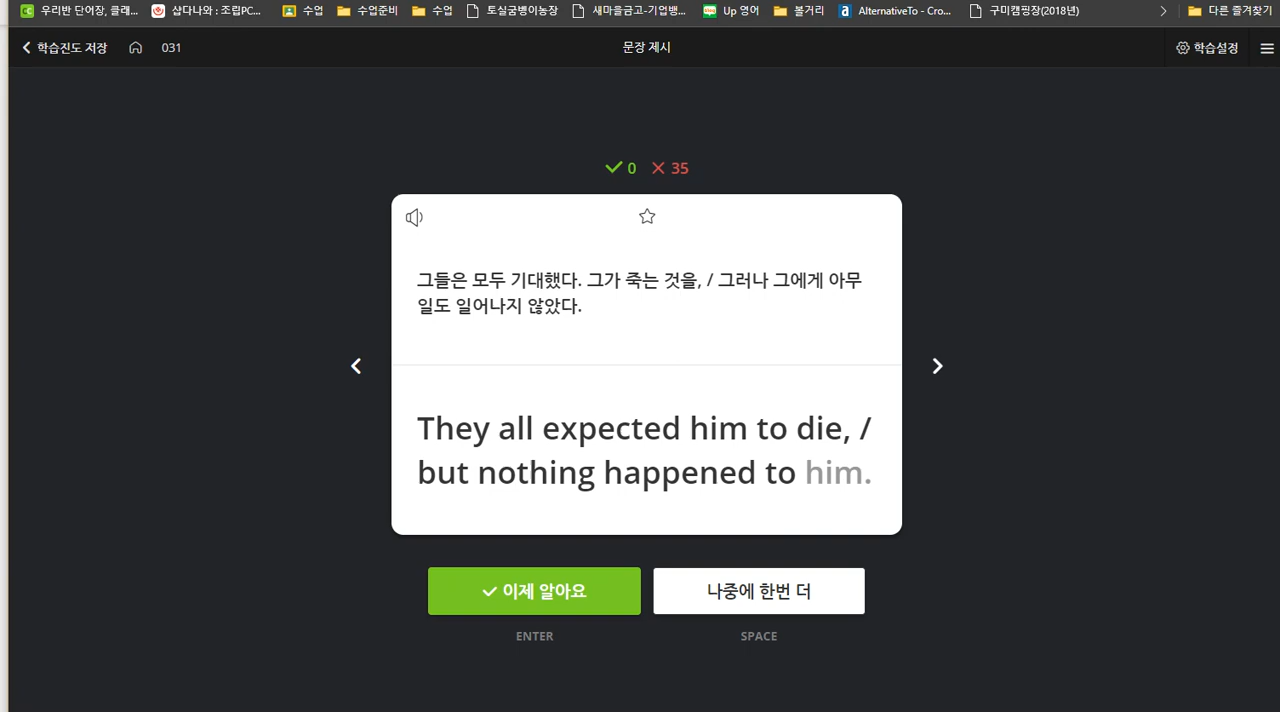 우리반 단어장, 클래... 샵다나와 : 조립PC... 수업 수업준비 수업 토실굼벵이농장 새마을금고-기업뱅... Up 영어 볼거리 AlternativeTo - Cro... 구미캠핑장(2018년) 다른 즐겨찾기
학습진도 저장 031 문장 제시 학습설정
0 35
그들은 모두 기대했다. 그가 죽는 것을, / 그러나 그에게 아무
일도 일어나지 않았다.
They all expected him to die, /
but nothing happened to him.
이제 알아요 나중에 한번 더
ENTER SPACE